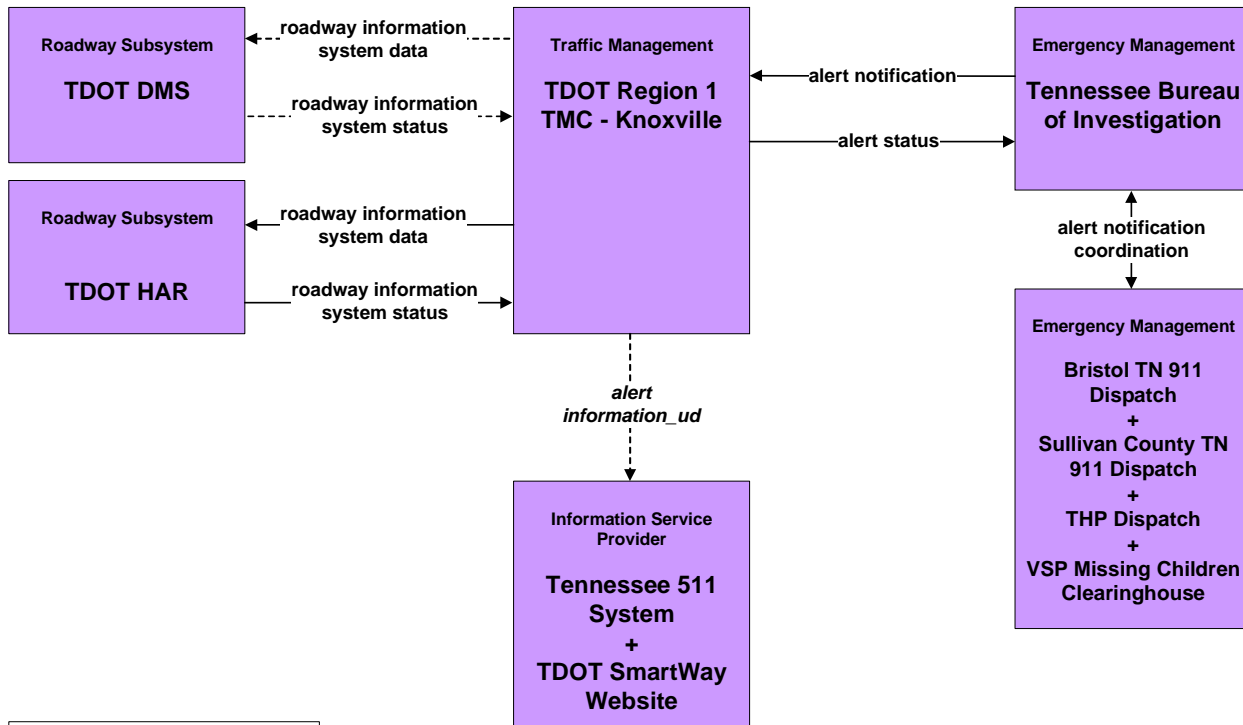 Roadway Subsystem
TDOT DMS
roadway information
system data
roadway information
system status
Traffic Management
TDOT Region 1
TMC - Knoxville
alert notification
alert status
Emergency Management
Tennessee Bureau
of Investigation
Roadway Subsystem
TDOT HAR
roadway information
system data
roadway information
system status
alert notification
coordination
alert
information_ud
Emergency Management
Bristol TN 911
Dispatch
+
Sullivan County TN
911 Dispatch
+
THP Dispatch
+
VSP Missing Children
Clearinghouse
Information Service
Provider
Tennessee 511
System
+
TDOT SmartWay
Website